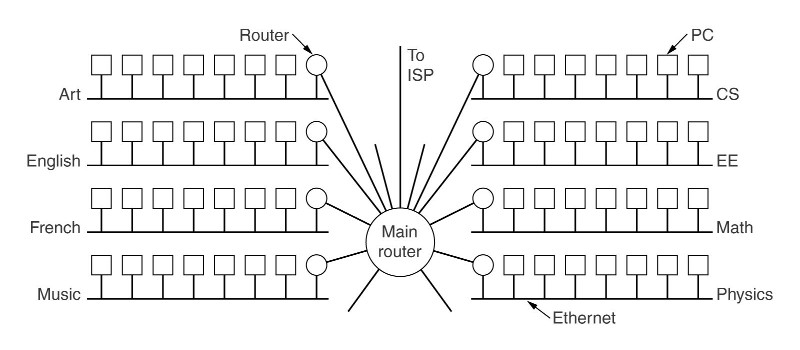 Router
PC
To
ISP
Art
CS
English
EE
Main
router
French
Math
Music
Physics
Ethernet